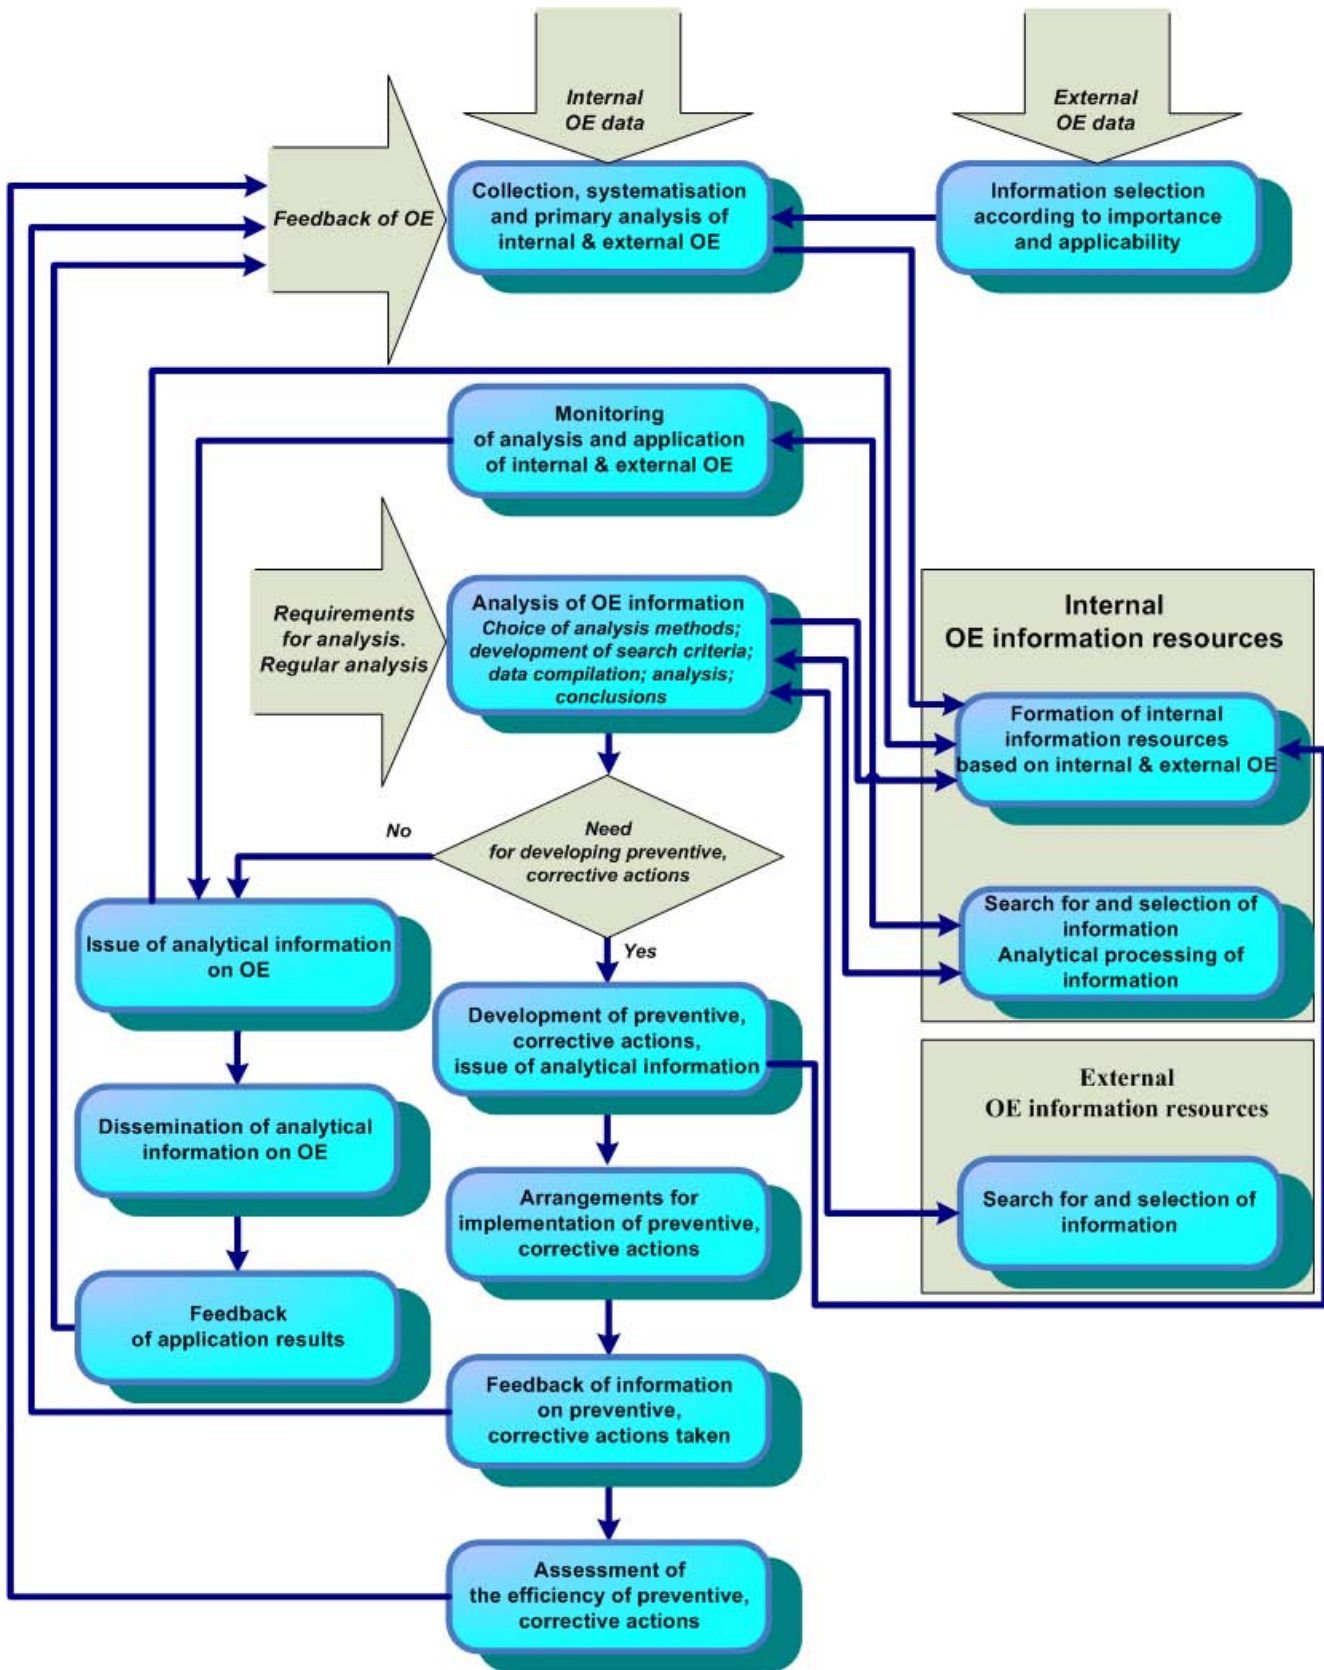 Internal
OE data
External
OE data
Feedback of OE
Collection, systematisation
and primary analysis of
internal & external OE
Information selection
according to importance
and applicability
Monitoring
of analysis and application
of internal & external OE
Requirements
for analysis.
Regular analysis
Analysis of OE information
Choice of analysis methods;
development of search criteria;
data compilation; analysis;
conclusions
Internal
OE information resources
Formation of internal
information resources
based on internal & external OE
No
Need
for developing preventive,
corrective actions
Yes
Search for and selection of
information
Analytical processing of
information
Issue of analytical information
on OE
Development of preventive,
corrective actions,
issue of analytical information
External
OE information resources
Dissemination of analytical
information on OE
Arrangements for
implementation of preventive,
corrective actions
Search for and selection of
information
Feedback
of application results
Feedback of information
on preventive,
corrective actions taken
Assessment of
the efficiency of preventive,
corrective actions